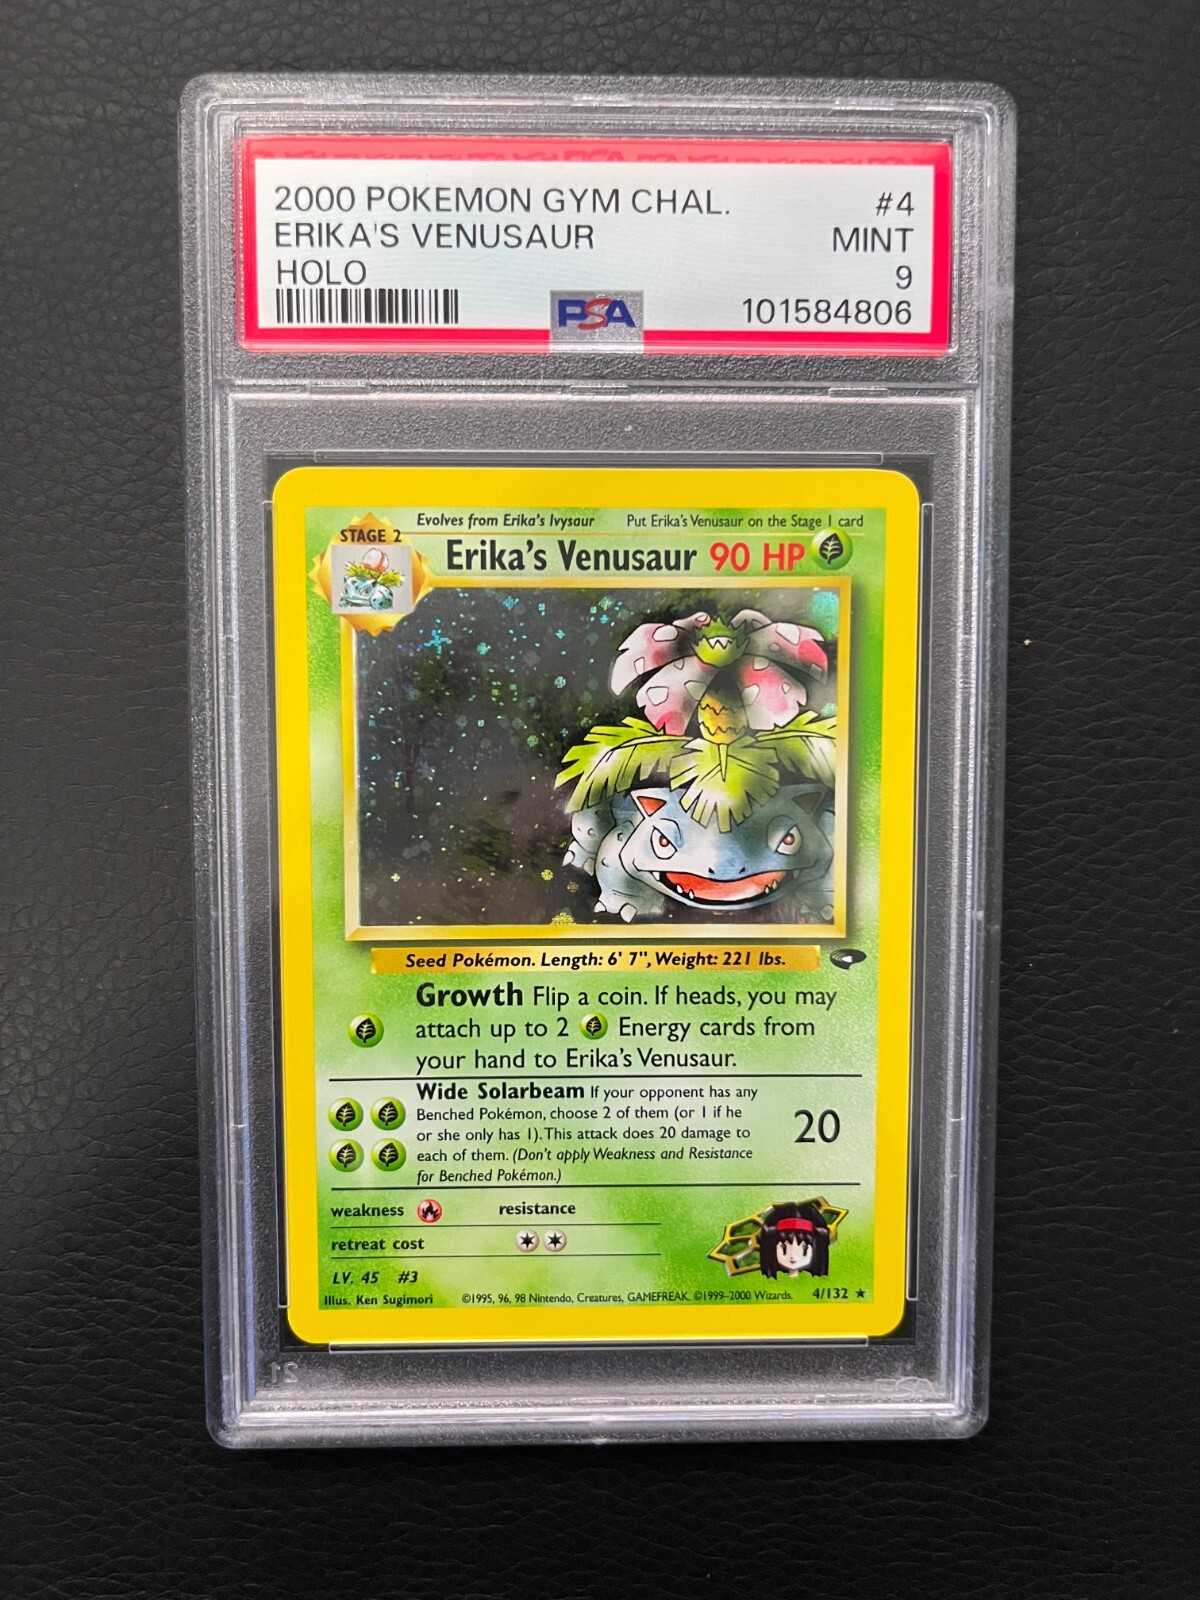 PSA
2000 POKEMON GYM CHAL. #4
ERIKA'S VENUSAUR MINT
HOLO 9
PSA 101584806
STAGE 2
Evolves from Erika's Ivysaur Put Erika's Venusaur on the Stage 1 card
Erika's Venusaur 90 HP
Seed Pokémon. Length: 6' 7", Weight: 221 lbs.
Growth Flip a coin. If heads, you may
attach up to 2 Energy cards from
your hand to Erika's Venusaur.
Wide Solarbeam If your opponent has any
Benched Pokémon, choose 2 of them (or 1 if he
or she only has 1). This attack does 20 damage to
each of them. (Don't apply Weakness and Resistance
for Benched Pokémon.)
20
weakness resistance
retreat cost
LV. 45 #3
Illus. Ken Sugimori ©1995, 96, 98 Nintendo, Creatures, GAMEFREAK. ©1999-2000 Wizards. 4/132 ★
21